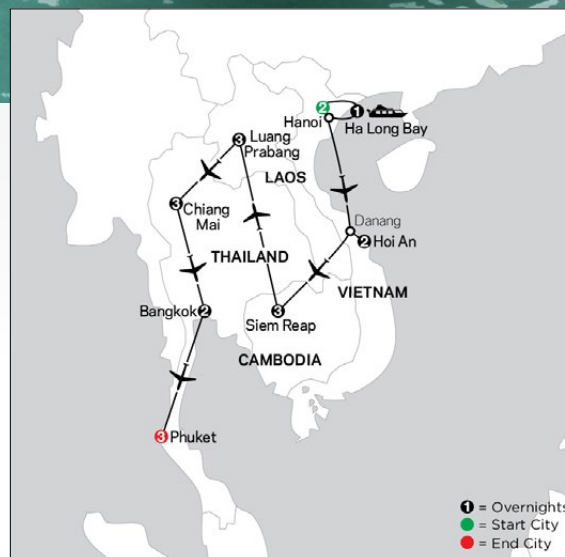 2
Hanoi
1
Ha Long Bay
3 Luang
Prabang
LAOS
3 Chiang
Mai
Danang
2 Hoi An
THAILAND
VIETNAM
Bangkok 2
3
Siem Reap
CAMBODIA
3 Phuket
1 = Overnights
= Start City
= End City